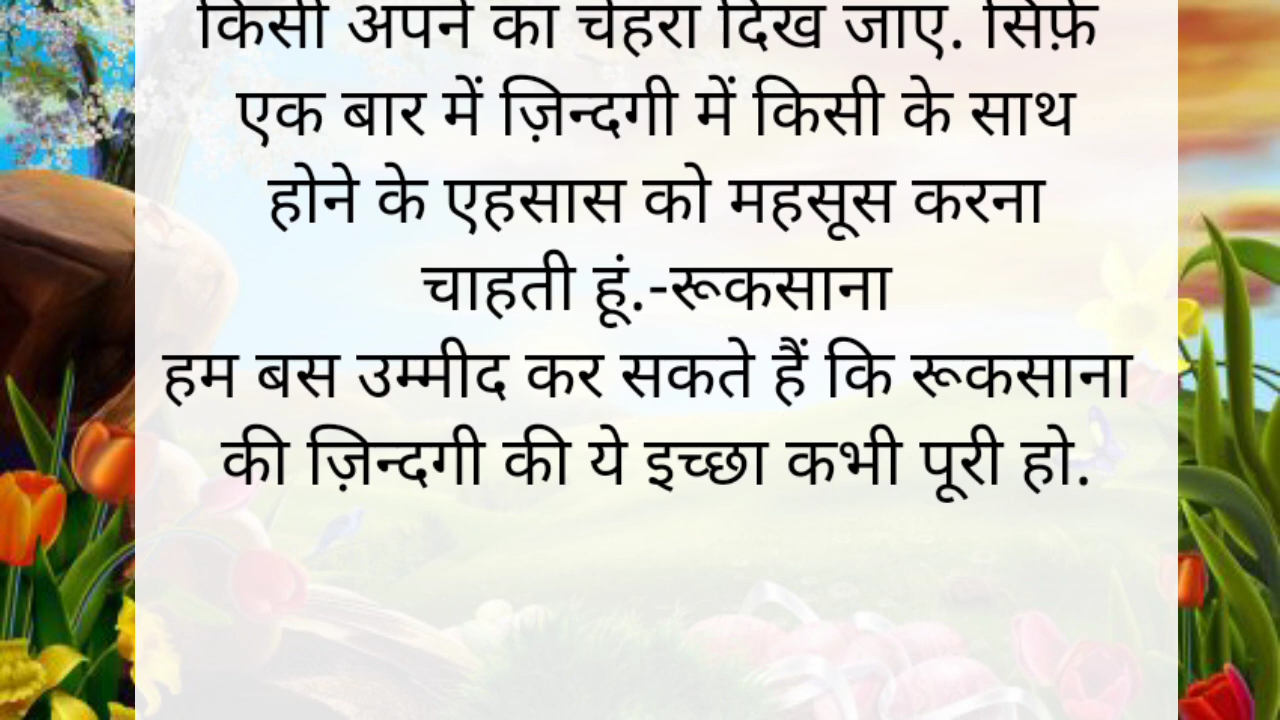 किसी अपने का चेहरा दिख जाए. सिर्फ़
एक बार में ज़िन्दगी में किसी के साथ
होने के एहसास को महसूस करना
चाहती हूं.-रूकसाना
हम बस उम्मीद कर सकते हैं कि रूकसाना
की ज़िन्दगी की ये इच्छा कभी पूरी हो.